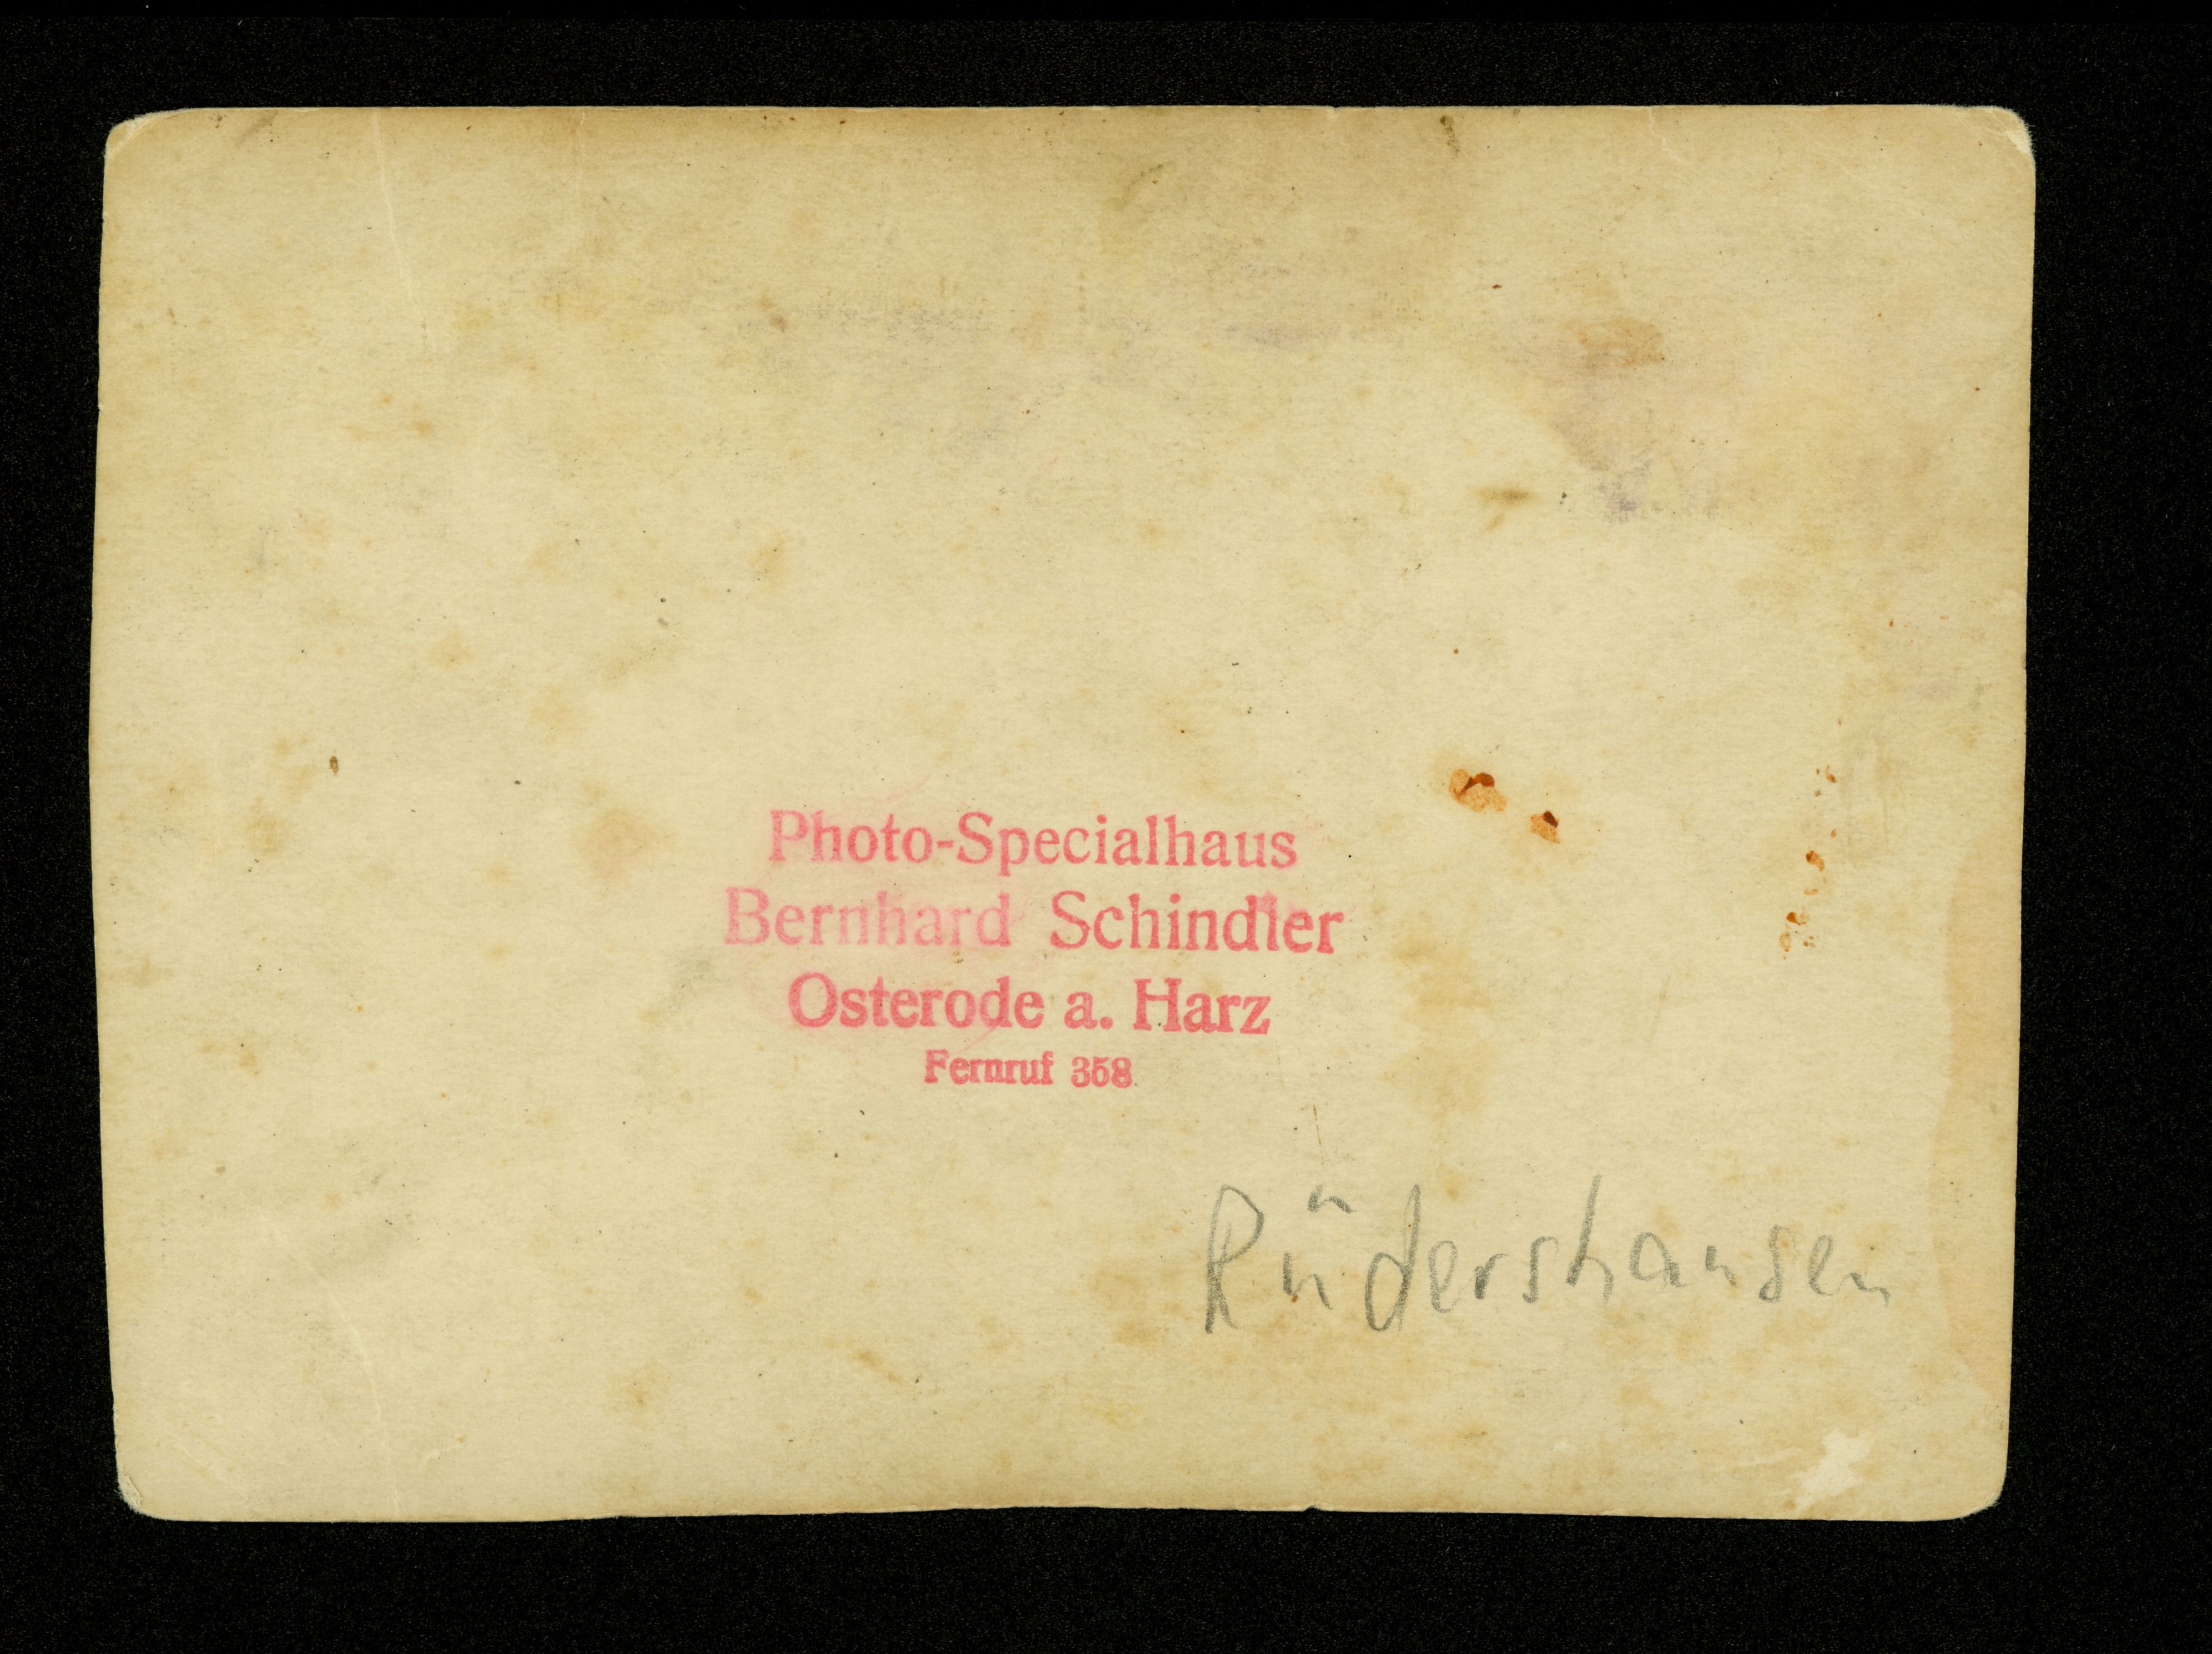 Photo-Specialhaus
Bernhard Schindler
Osterode a. Harz
Fernruf 358
Rüdershausen